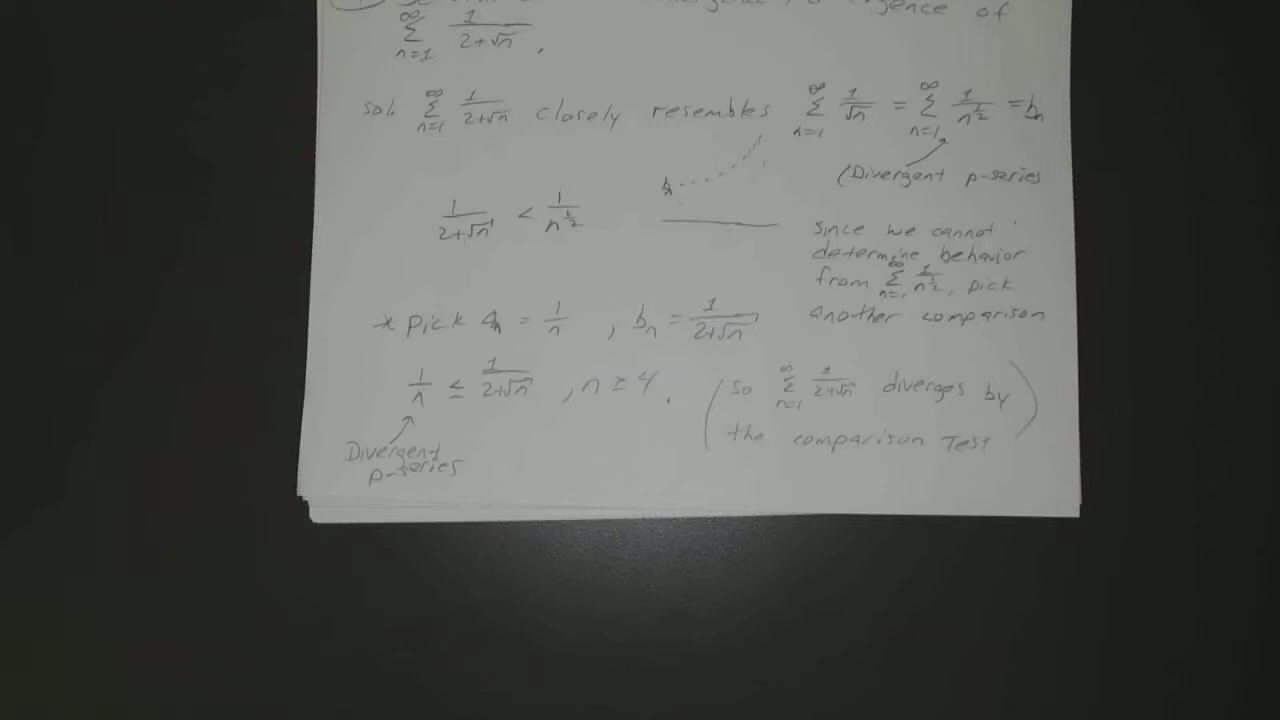 of
∞ Σ n=1 1/(2+√n) .
sol. ∞ Σ n=1 1/(2+√n) closely resembles ∞ Σ n=1 1/√n = ∞ Σ n=1 1/n^(1/2) = bn
(Divergent p-series
1/(2+√n) < 1/n^(1/2)
since we cannot
determine behavior
from ∞ Σ n=1 1/n^(1/2), pick
another comparison
* pick an = 1/n , bn = 1/(2+√n)
1/n ≤ 1/(2+√n) , n ≥ 4 .
(so ∞ Σ n=1 1/(2+√n) diverges by
the comparison Test)
Divergent
p-series